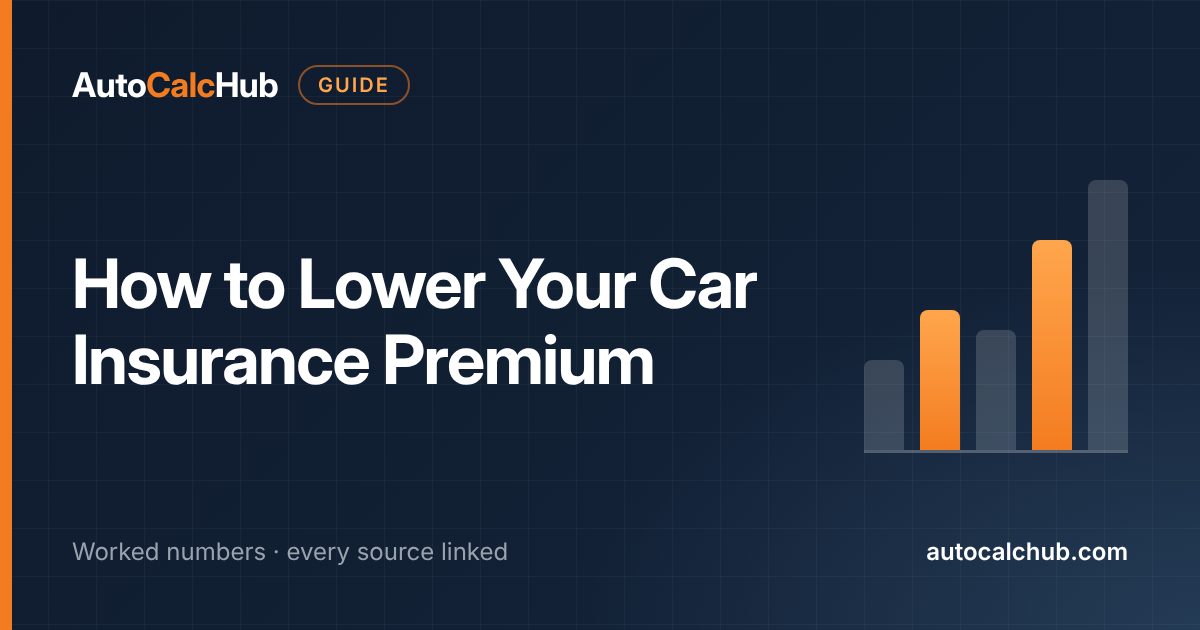 AutoCalcHub
GUIDE
How to Lower Your Car
Insurance Premium
Worked numbers · every source linked
autocalchub.com